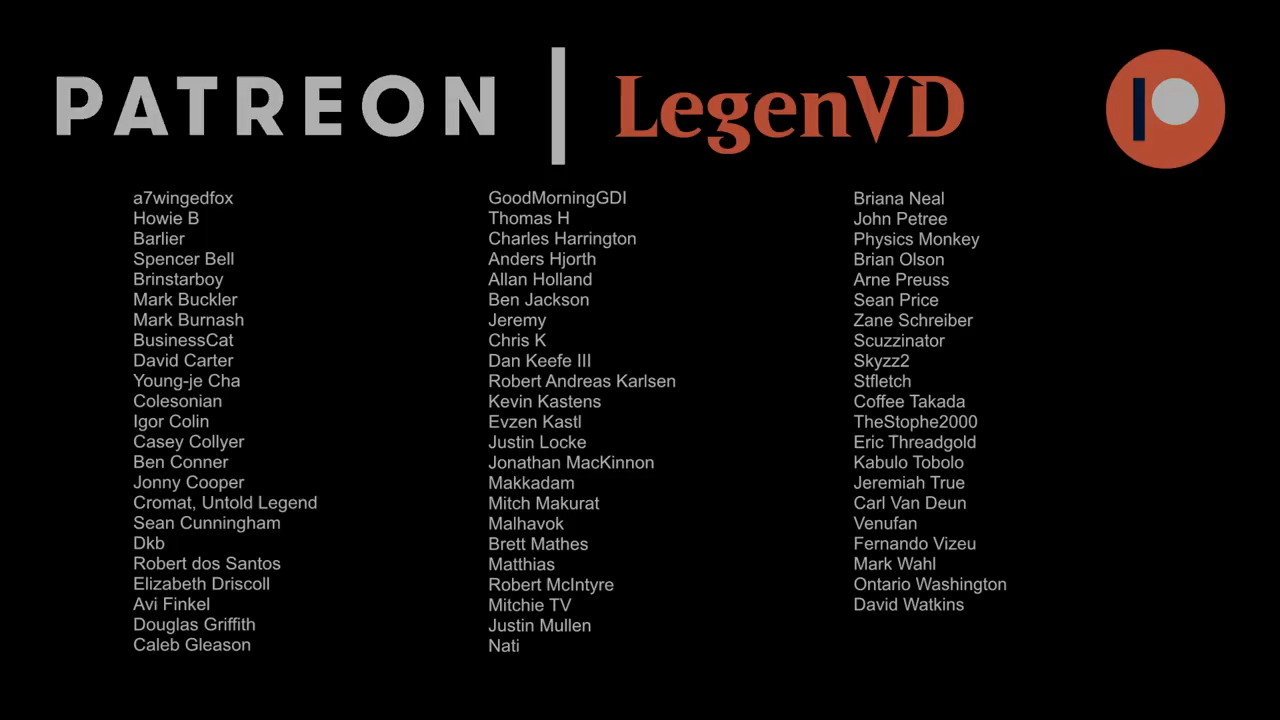 PATREON | LegenVD
a7wingedfox
Howie B
Barlier
Spencer Bell
Brinstarboy
Mark Buckler
Mark Burnash
BusinessCat
David Carter
Young-je Cha
Colesonian
Igor Colin
Casey Collyer
Ben Conner
Jonny Cooper
Cromat, Untold Legend
Sean Cunningham
Dkb
Robert dos Santos
Elizabeth Driscoll
Avi Finkel
Douglas Griffith
Caleb Gleason
GoodMorningGDI
Thomas H
Charles Harrington
Anders Hjorth
Allan Holland
Ben Jackson
Jeremy
Chris K
Dan Keefe III
Robert Andreas Karlsen
Kevin Kastens
Evzen Kastl
Justin Locke
Jonathan MacKinnon
Makkadam
Mitch Makurat
Malhavok
Brett Mathes
Matthias
Robert McIntyre
Mitchie TV
Justin Mullen
Nati
Briana Neal
John Petree
Physics Monkey
Brian Olson
Arne Preuss
Sean Price
Zane Schreiber
Scuzzinator
Skyzz2
Stfletch
Coffee Takada
TheStophe2000
Eric Threadgold
Kabulo Tobolo
Jeremiah True
Carl Van Deun
Venufan
Fernando Vizeu
Mark Wahl
Ontario Washington
David Watkins